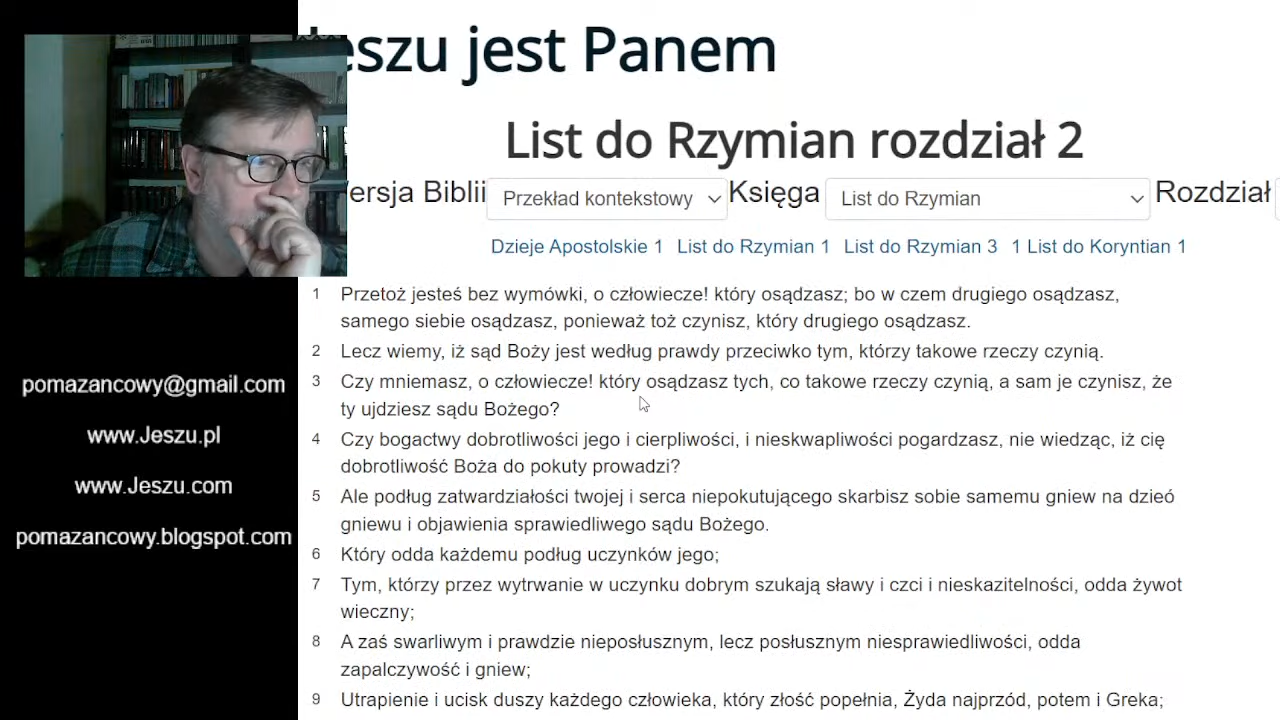 Jeszu jest Panem
List do Rzymian rozdział 2
Wersja Biblii Przekład kontekstowy Księga List do Rzymian Rozdział
Dzieje Apostolskie 1 List do Rzymian 1 List do Rzymian 3 1 List do Koryntian 1
1 Przetoż jesteś bez wymówki, o człowiecze! który osądzasz; bo w czem drugiego osądzasz,
samego siebie osądzasz, ponieważ toż czynisz, który drugiego osądzasz.
2 Lecz wiemy, iż sąd Boży jest według prawdy przeciwko tym, którzy takowe rzeczy czynią.
3 Czy mniemasz, o człowiecze! który osądzasz tych, co takowe rzeczy czynią, a sam je czynisz, że
ty ujdziesz sądu Bożego?
4 Czy bogactwy dobrotliwości jego i cierpliwości, i nieskwapliwości pogardzasz, nie wiedząc, iż cię
dobrotliwość Boża do pokuty prowadzi?
5 Ale podług zatwardziałości twojej i serca niepokutującego skarbisz sobie samemu gniew na dzieó
gniewu i objawienia sprawiedliwego sądu Bożego.
6 Który odda każdemu podług uczynków jego;
7 Tym, którzy przez wytrwanie w uczynku dobrym szukają sławy i czci i nieskazitelności, odda żywot
wieczny;
8 A zaś swarliwym i prawdzie nieposłusznym, lecz posłusznym niesprawiedliwości, odda
zapalczywość i gniew;
9 Utrapienie i ucisk duszy każdego człowieka, który złość popełnia, Żyda najprzód, potem i Greka;
pomazancowy@gmail.com
www.Jeszu.pl
www.Jeszu.com
pomazancowy.blogspot.com